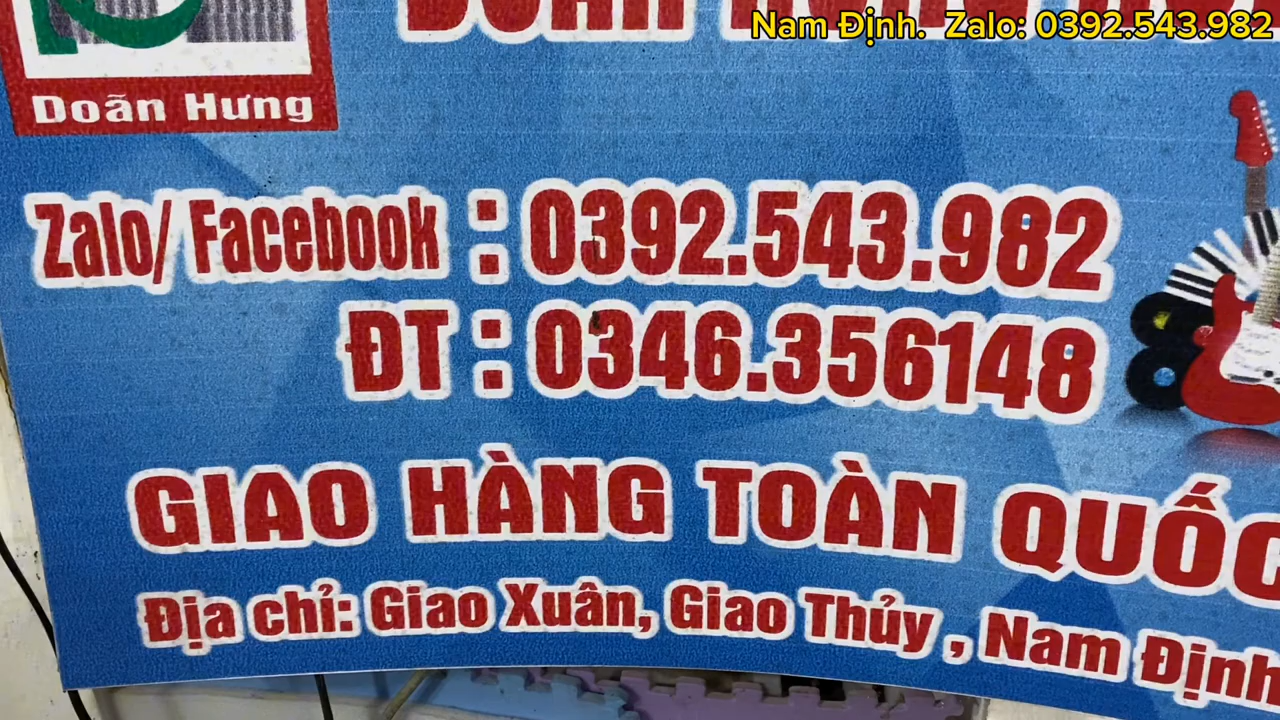 Nam Định. Zalo: 0392.543.982
Doãn Hưng
Zalo/ Facebook : 0392.543.982
ĐT : 0346.356148
GIAO HÀNG TOÀN QUỐC
Địa chỉ: Giao Xuân, Giao Thủy , Nam Định